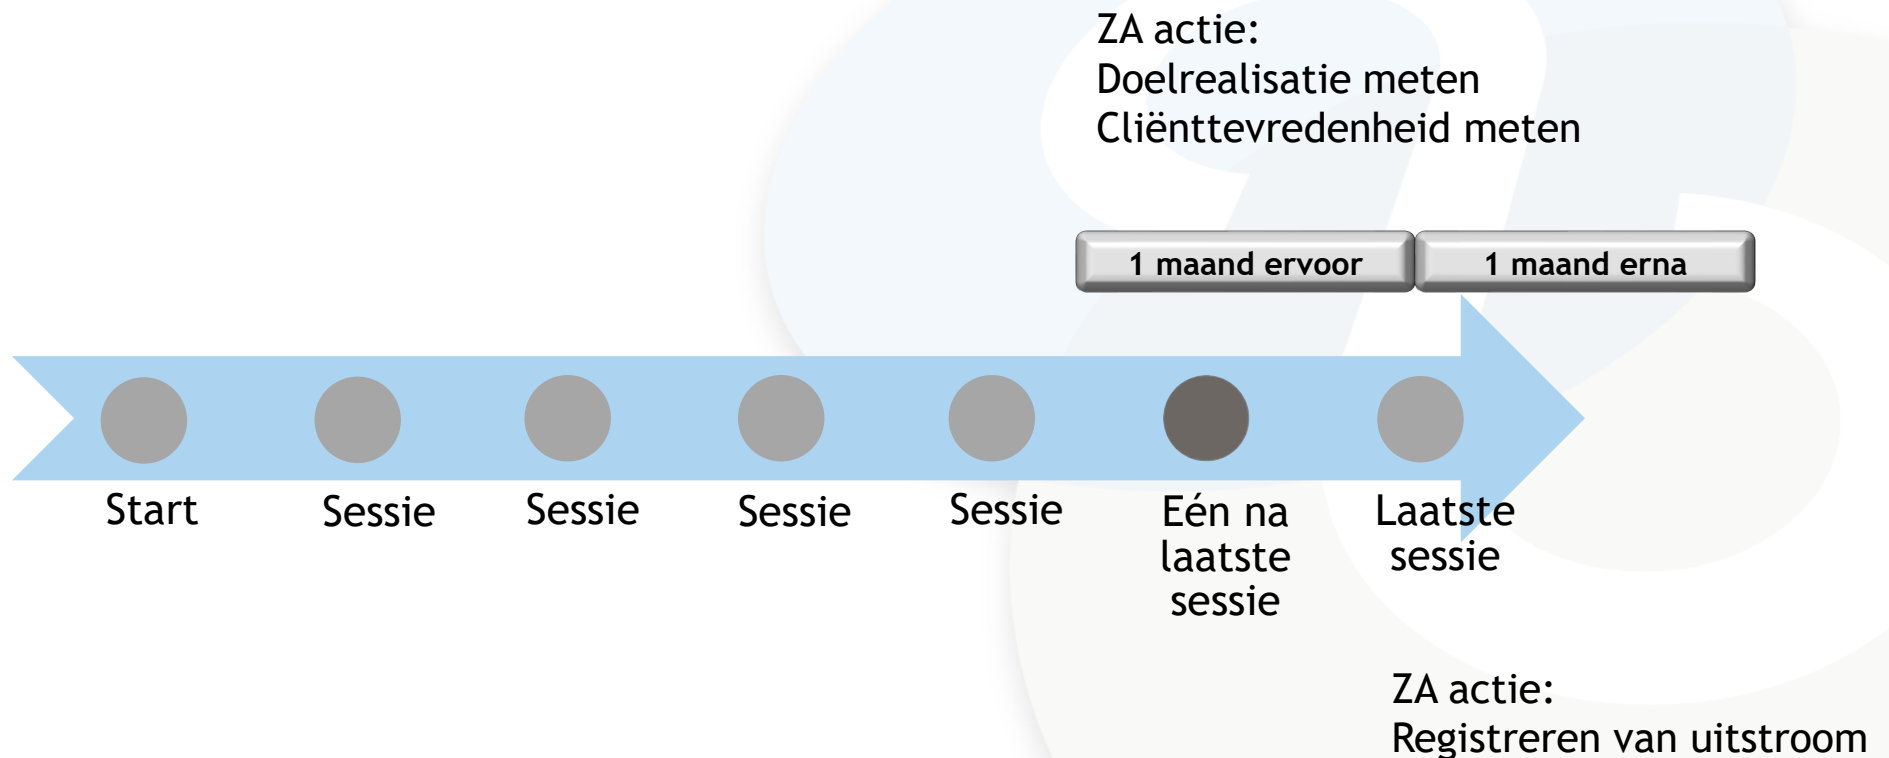 ZA actie:
Doelrealisatie meten
Cliënttevredenheid meten
1 maand ervoor
1 maand erna
Start
Sessie
Sessie
Sessie
Sessie
Eén na
laatste
sessie
Laatste
sessie
ZA actie:
Registreren van uitstroom